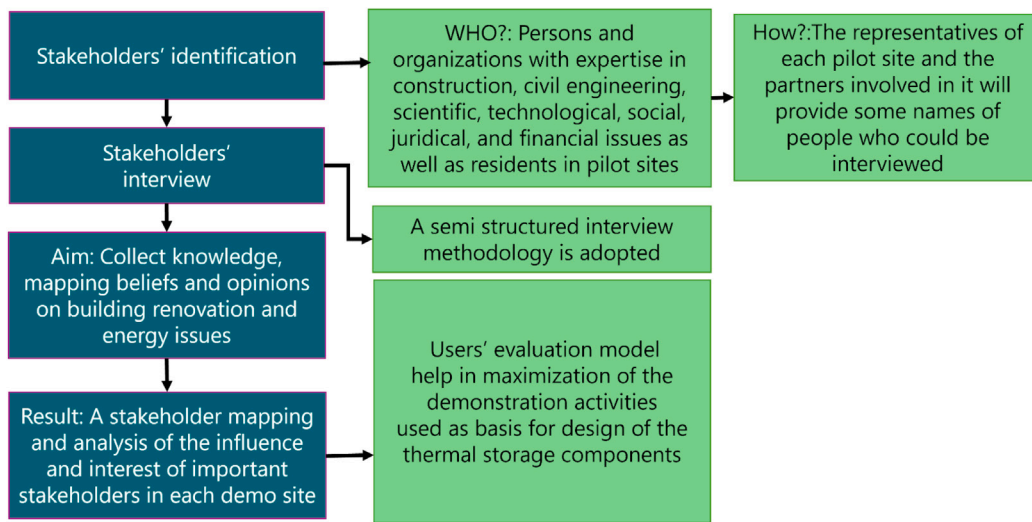 Stakeholders' identification
WHO?: Persons and
organizations with expertise in
construction, civil engineering,
scientific, technological, social,
juridical, and financial issues as
well as residents in pilot sites
How?:The representatives of
each pilot site and the
partners involved in it will
provide some names of
people who could be
interviewed
Stakeholders'
interview
A semi structured interview
methodology is adopted
Aim: Collect knowledge,
mapping beliefs and opinions
on building renovation and
energy issues
Result: A stakeholder mapping
and analysis of the influence
and interest of important
stakeholders in each demo site
Users' evaluation model
help in maximization of the
demonstration activities
used as basis for design of the
thermal storage components